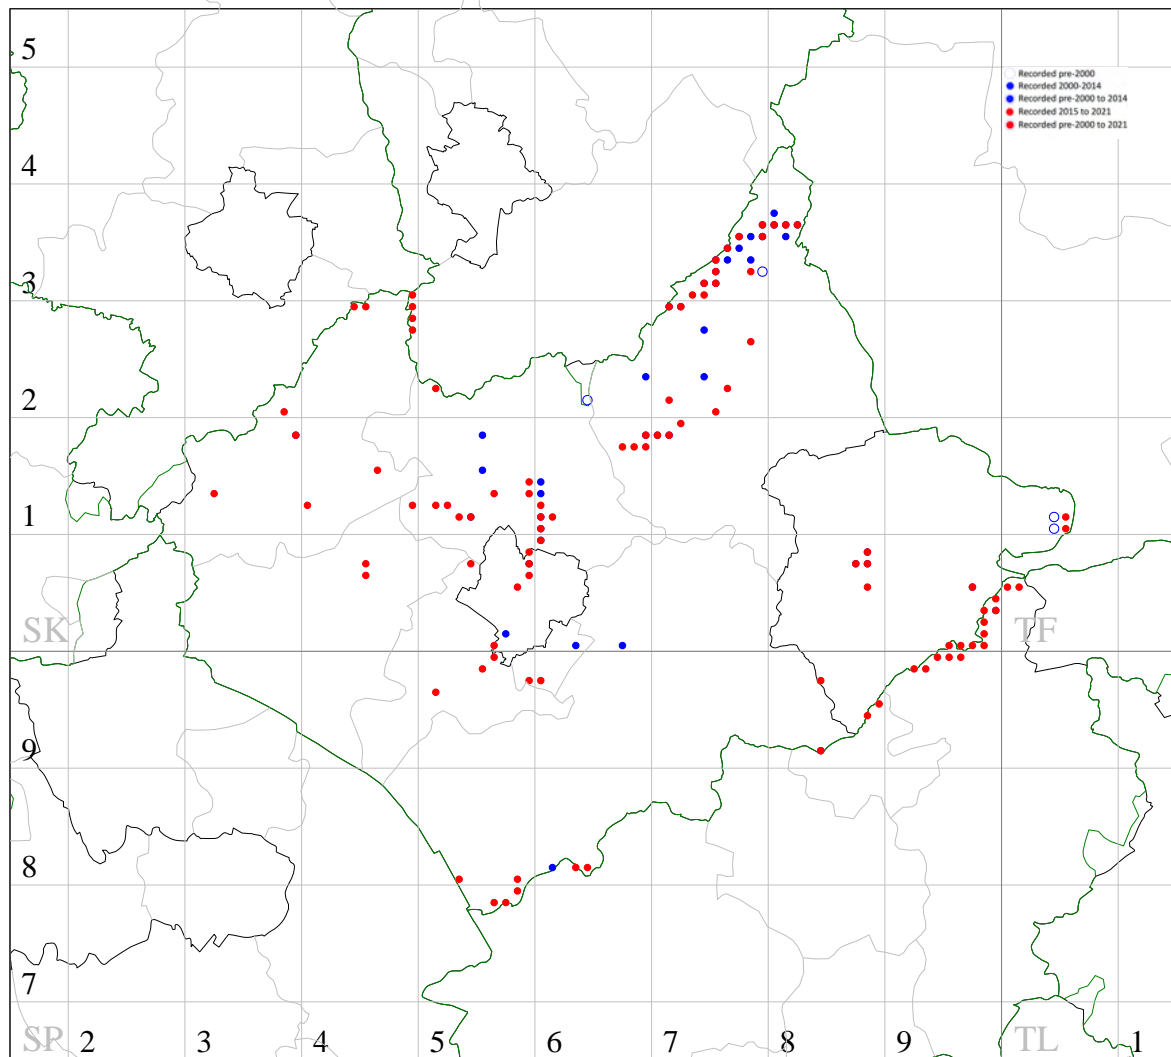 5
Recorded pre-2000
Recorded 2000-2014
Recorded pre-2000 to 2014
Recorded 2015 to 2021
Recorded pre-2000 to 2021
4
3
2
1
SK
TF
9
8
7
SP 2 3 4 5 6 7 8 9 TL 1